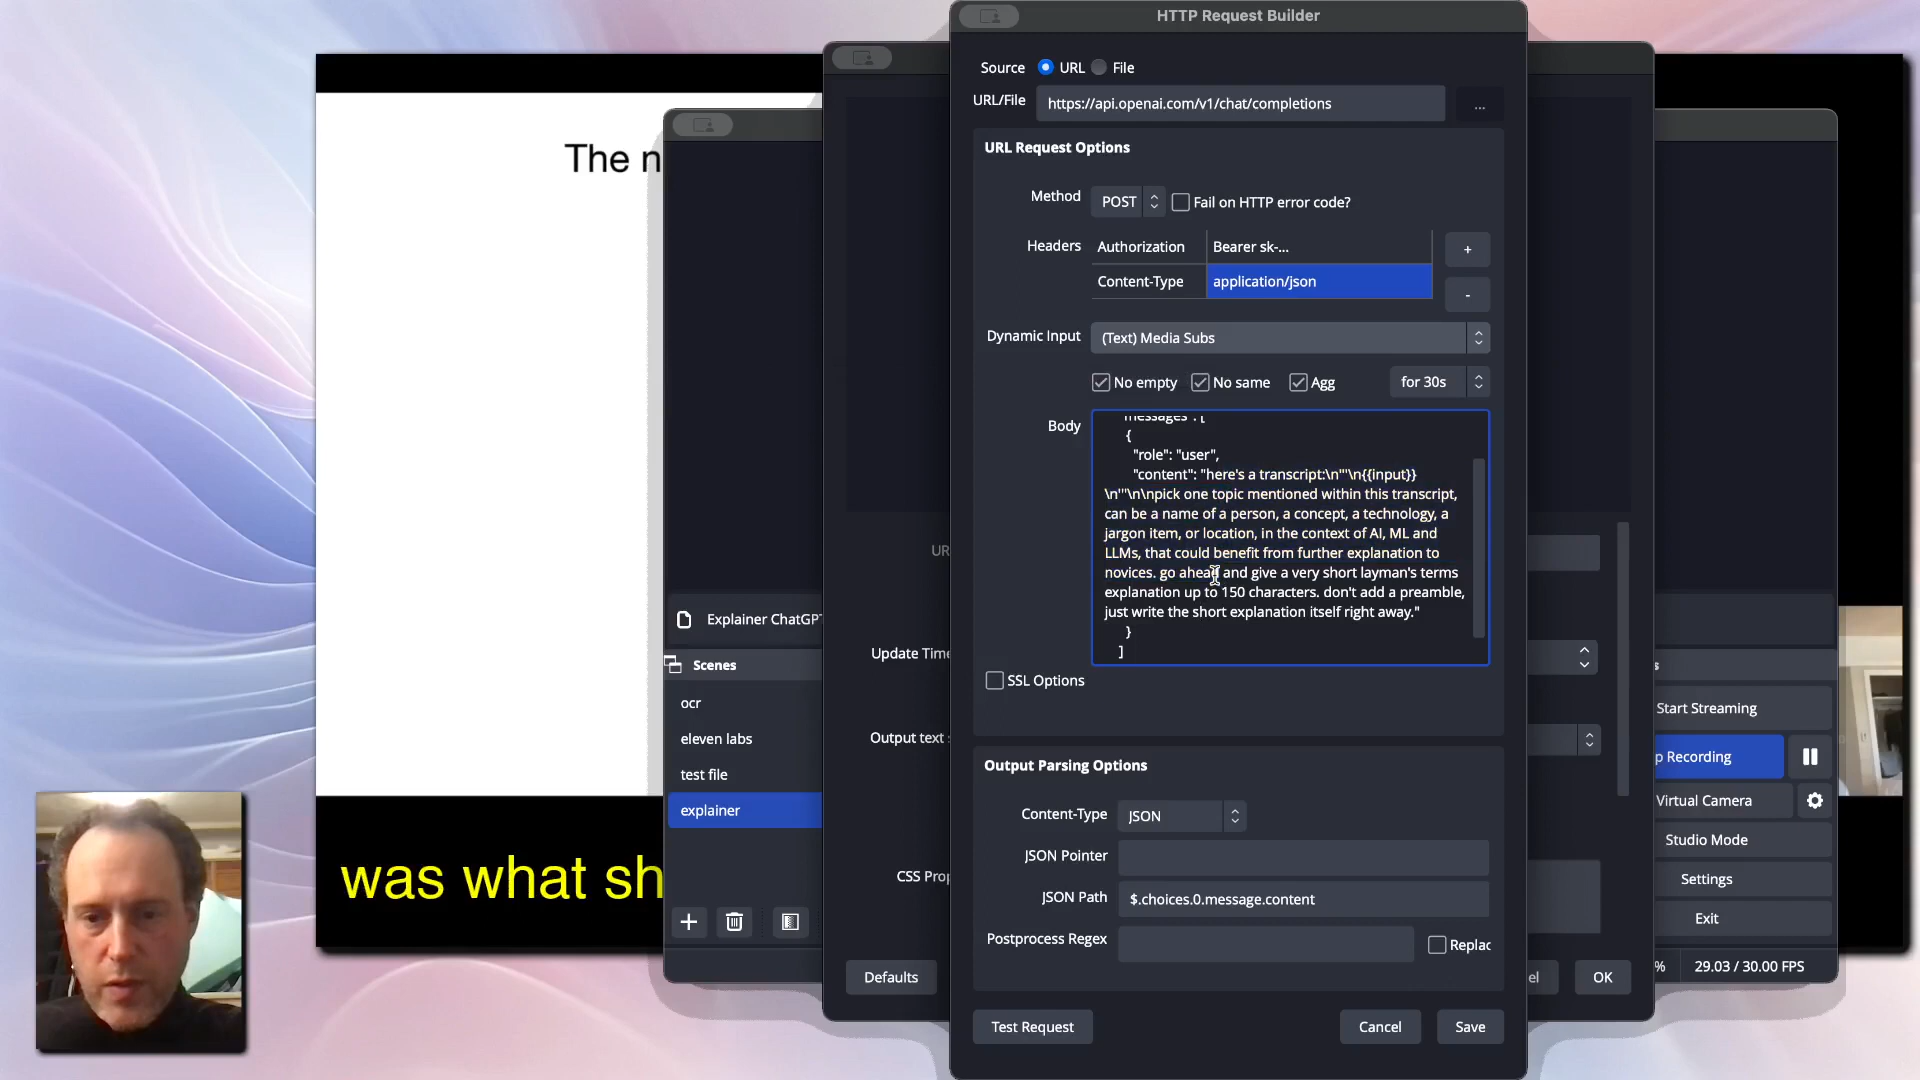 HTTP Request Builder
Source URL File
URL/File https://api.openai.com/v1/chat/completions ...
The n
URL Request Options
Method POST Fail on HTTP error code?
Headers Authorization Bearer sk-... +
Content-Type application/json -
Dynamic Input (Text) Media Subs
No empty No same Agg for 30s
Body
"messages": [
{
"role": "user",
"content": "here's a transcript:\n'''\n{{input}}
\n'''\n\npick one topic mentioned within this transcript,
can be a name of a person, a concept, a technology, a
jargon item, or location, in the context of AI, ML and
LLMs, that could benefit from further explanation to
novices. go ahead and give a very short layman's terms
explanation up to 150 characters. don't add a preamble,
just write the short explanation itself right away."
}
]
SSL Options
UR
Explainer ChatGPT
Update Time
Scenes
ocr
eleven labs
test file
explainer
Output text s
CSS Prop
was what sh
Defaults
Output Parsing Options
Content-Type JSON
JSON Pointer
JSON Path $.choices.0.message.content
Postprocess Regex Replac
Test Request Cancel Save
s
Start Streaming
p Recording
Virtual Camera
Studio Mode
Settings
Exit
% 29.03 / 30.00 FPS
el OK